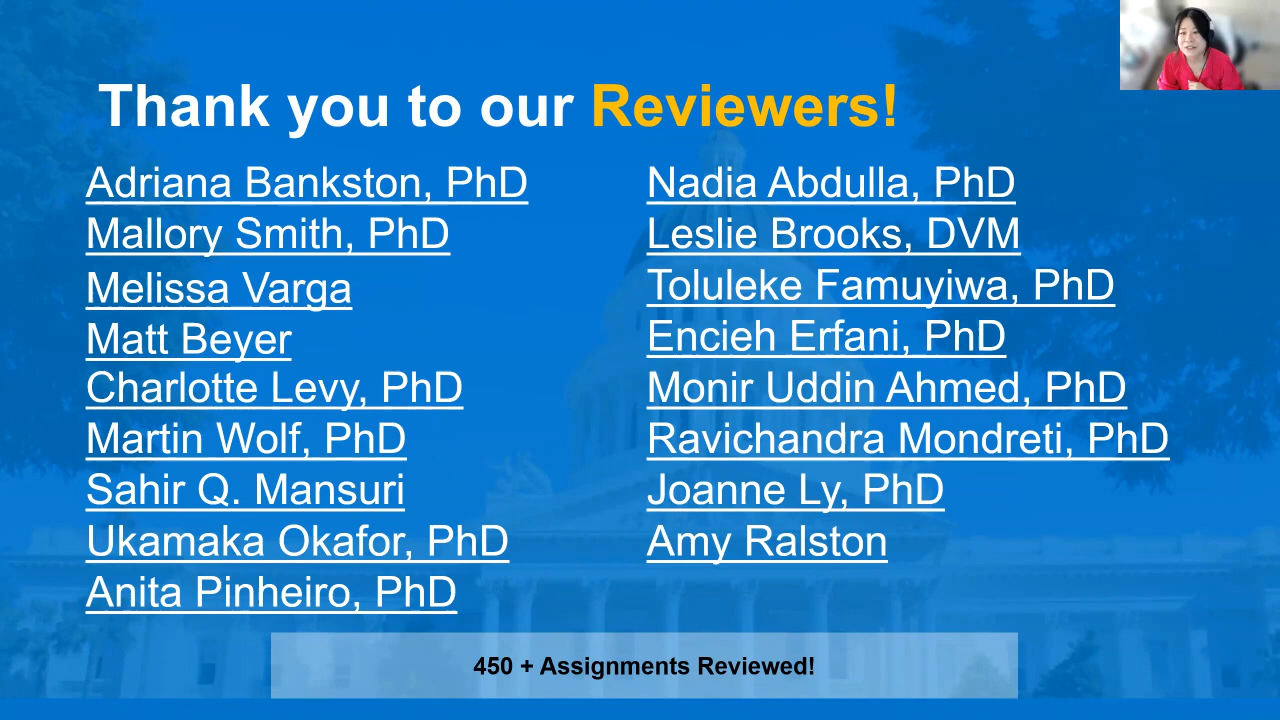 Thank you to our Reviewers!
Adriana Bankston, PhD
Mallory Smith, PhD
Melissa Varga
Matt Beyer
Charlotte Levy, PhD
Martin Wolf, PhD
Sahir Q. Mansuri
Ukamaka Okafor, PhD
Anita Pinheiro, PhD
Nadia Abdulla, PhD
Leslie Brooks, DVM
Toluleke Famuyiwa, PhD
Encieh Erfani, PhD
Monir Uddin Ahmed, PhD
Ravichandra Mondreti, PhD
Joanne Ly, PhD
Amy Ralston
450 + Assignments Reviewed!